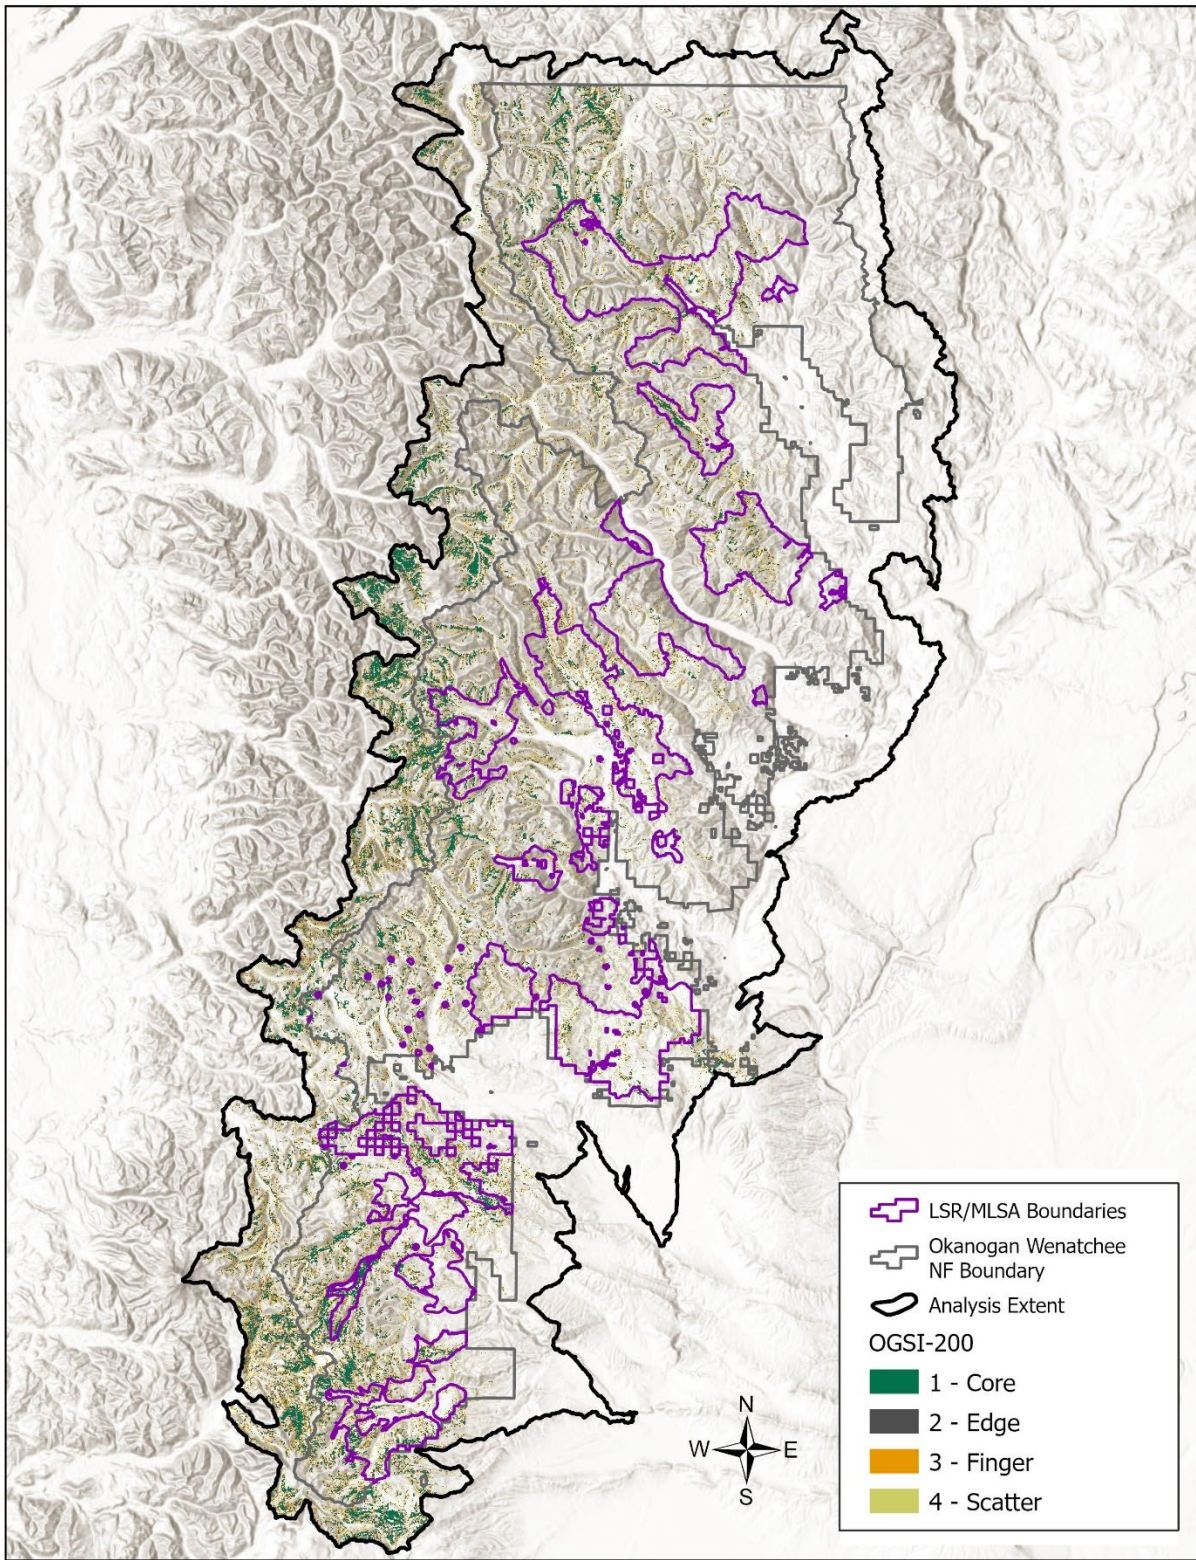 LSR/MLSA Boundaries
Okanogan Wenatchee
NF Boundary
Analysis Extent
OGSI-200
1 - Core
2 - Edge
3 - Finger
4 - Scatter
N
W E
S